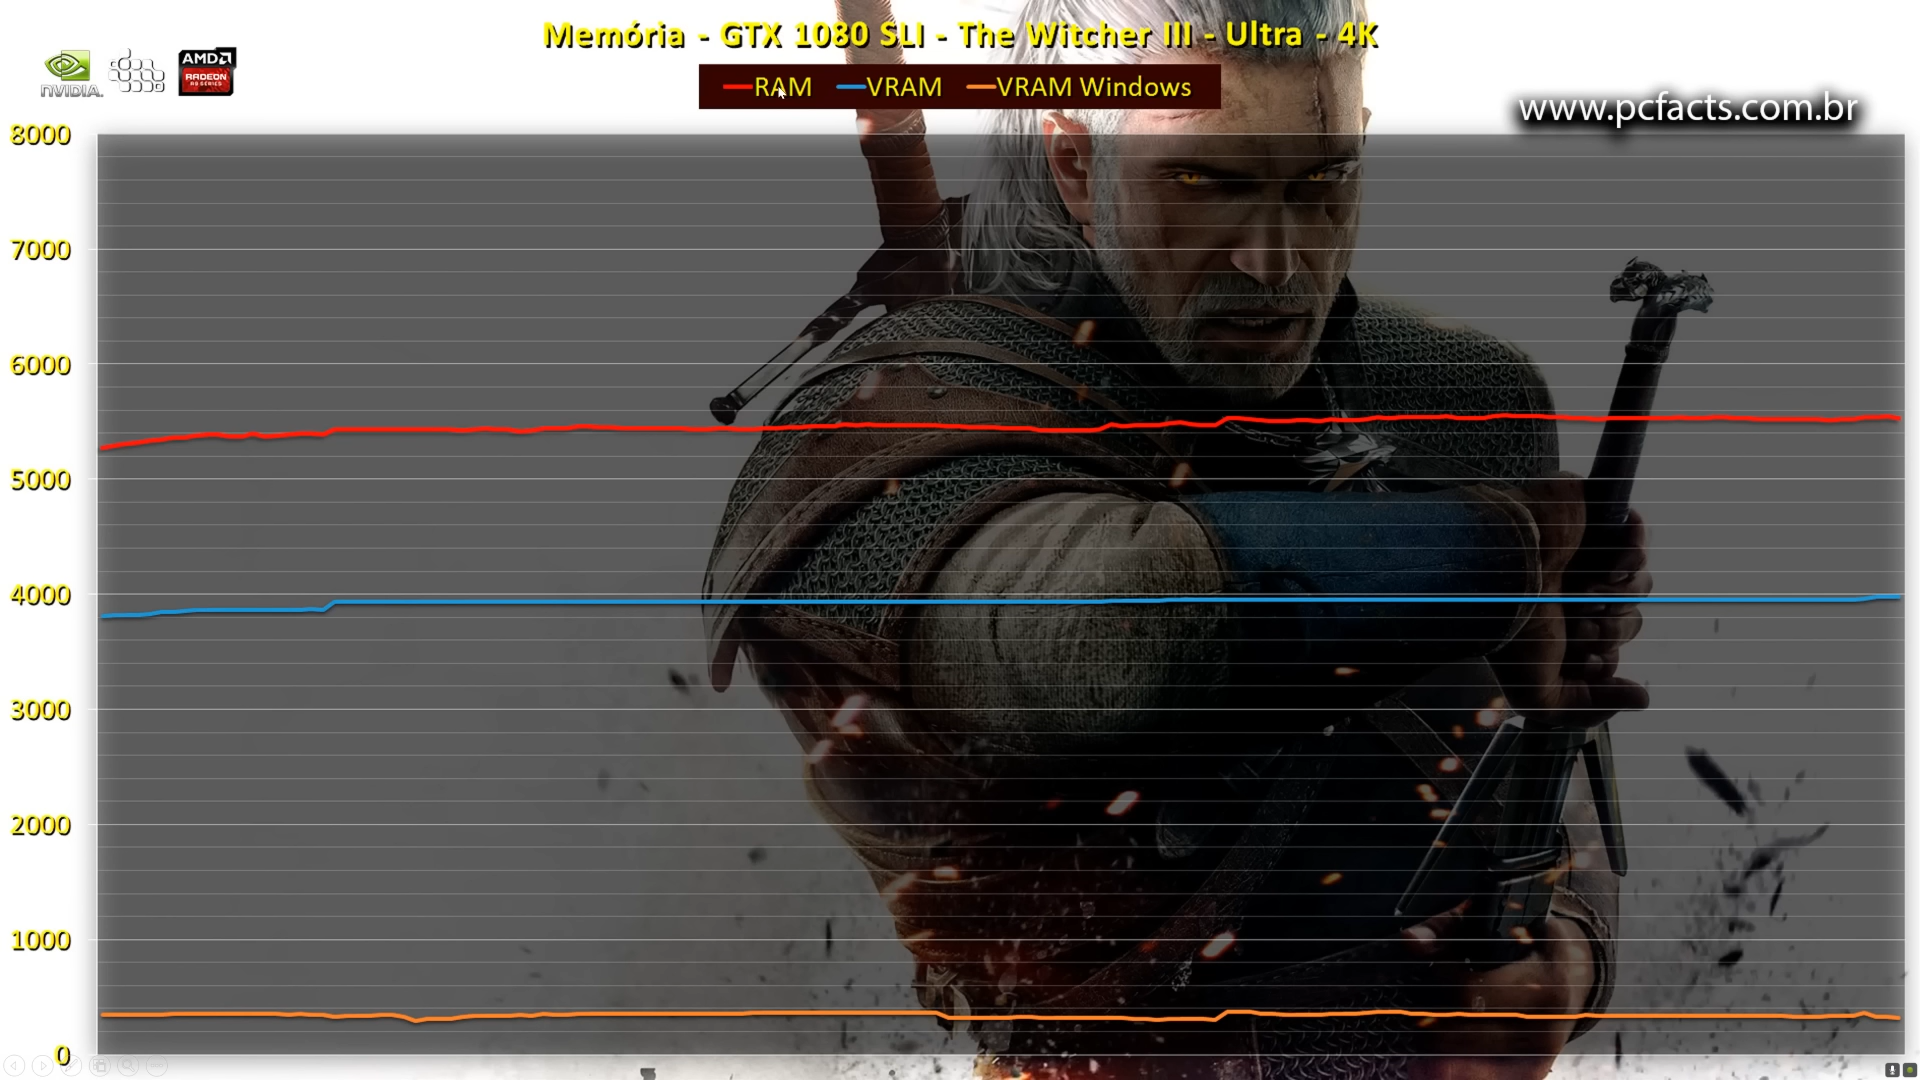 Memória - GTX 1080 SLI - The Witcher III - Ultra - 4K
RAM VRAM VRAM Windows
NVIDIA.
AMD
RADEON
www.pcfacts.com.br
8000
7000
6000
5000
4000
3000
2000
1000
0